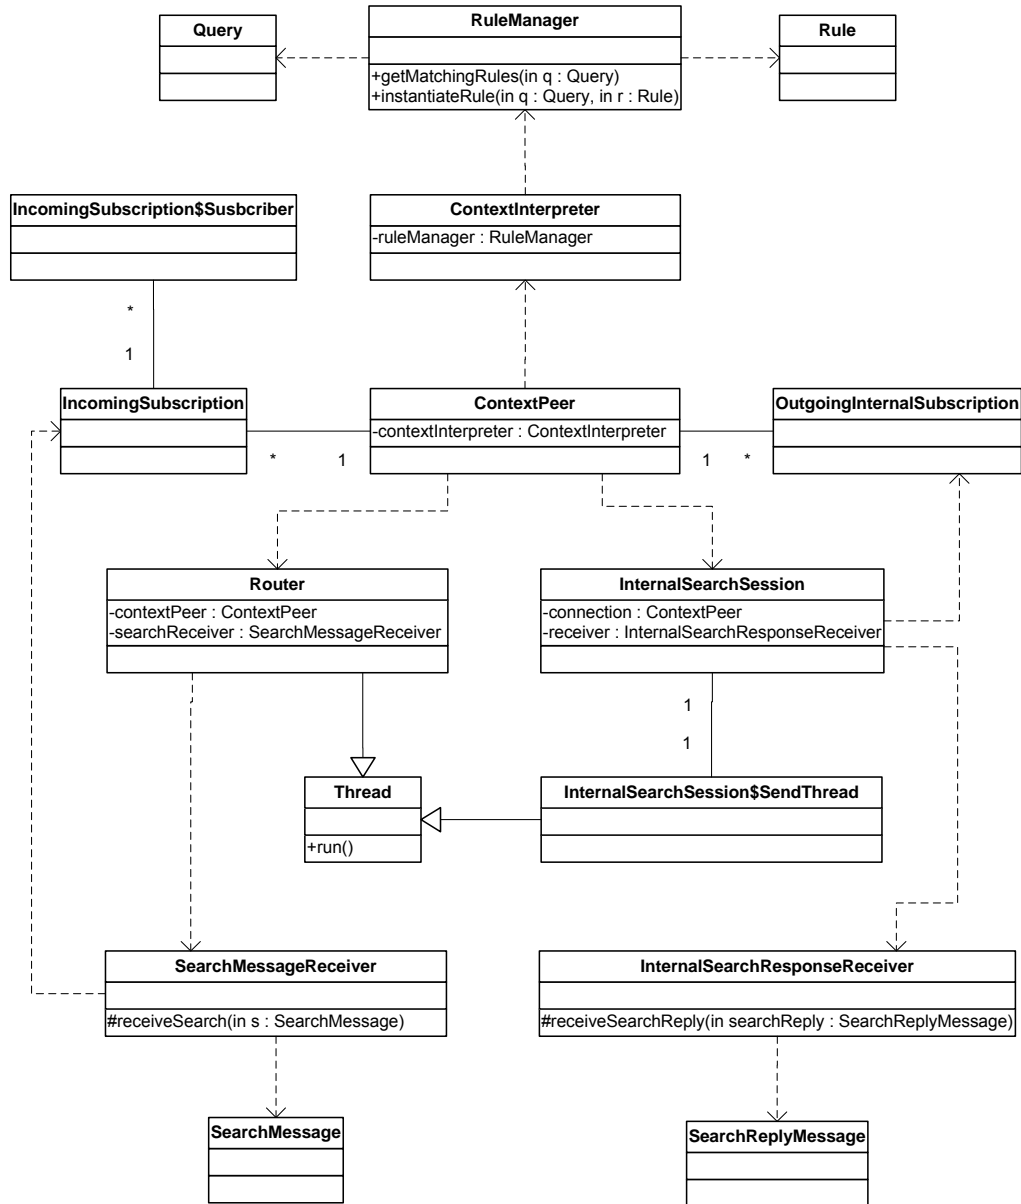 Query
RuleManager
Rule
+getMatchingRules(in q : Query)
+instantiateRule(in q : Query, in r : Rule)
IncomingSubscription$Susbcriber
ContextInterpreter
-ruleManager : RuleManager
*
1
IncomingSubscription
ContextPeer
OutgoingInternalSubscription
-contextInterpreter : ContextInterpreter
*
1
1
*
Router
InternalSearchSession
-contextPeer : ContextPeer
-searchReceiver : SearchMessageReceiver
-connection : ContextPeer
-receiver : InternalSearchResponseReceiver
1
1
Thread
InternalSearchSession$SendThread
+run()
SearchMessageReceiver
InternalSearchResponseReceiver
#receiveSearch(in s : SearchMessage)
#receiveSearchReply(in searchReply : SearchReplyMessage)
SearchMessage
SearchReplyMessage